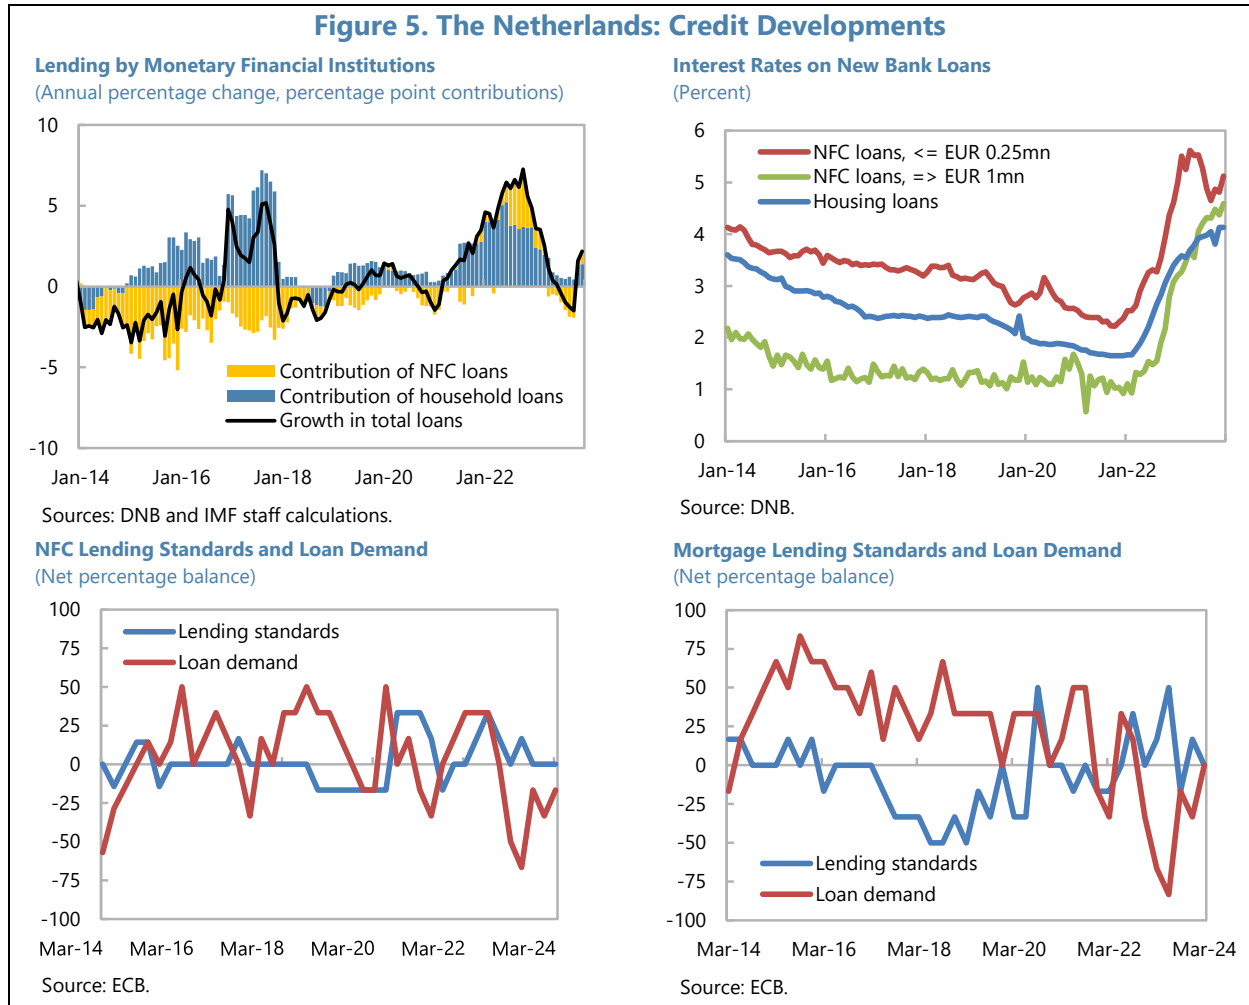 Figure 5. The Netherlands: Credit Developments
Lending by Monetary Financial Institutions
(Annual percentage change, percentage point contributions)
10
5
0
-5
-10
Contribution of NFC loans
Contribution of household loans
Growth in total loans
Jan-14
Jan-16
Jan-18
Jan-20
Jan-22
Sources: DNB and IMF staff calculations.
Interest Rates on New Bank Loans
(Percent)
6
5
4
3
2
1
0
NFC loans, <= EUR 0.25mn
NFC loans, => EUR 1mn
Housing loans
Jan-14
Jan-16
Jan-18
Jan-20
Jan-22
Source: DNB.
NFC Lending Standards and Loan Demand
(Net percentage balance)
100
75
50
25
0
-25
-50
-75
-100
Lending standards
Loan demand
Mar-14
Mar-16
Mar-18
Mar-20
Mar-22
Mar-24
Source: ECB.
Mortgage Lending Standards and Loan Demand
(Net percentage balance)
100
75
50
25
0
-25
-50
-75
-100
Lending standards
Loan demand
Mar-14
Mar-16
Mar-18
Mar-20
Mar-22
Mar-24
Source: ECB.